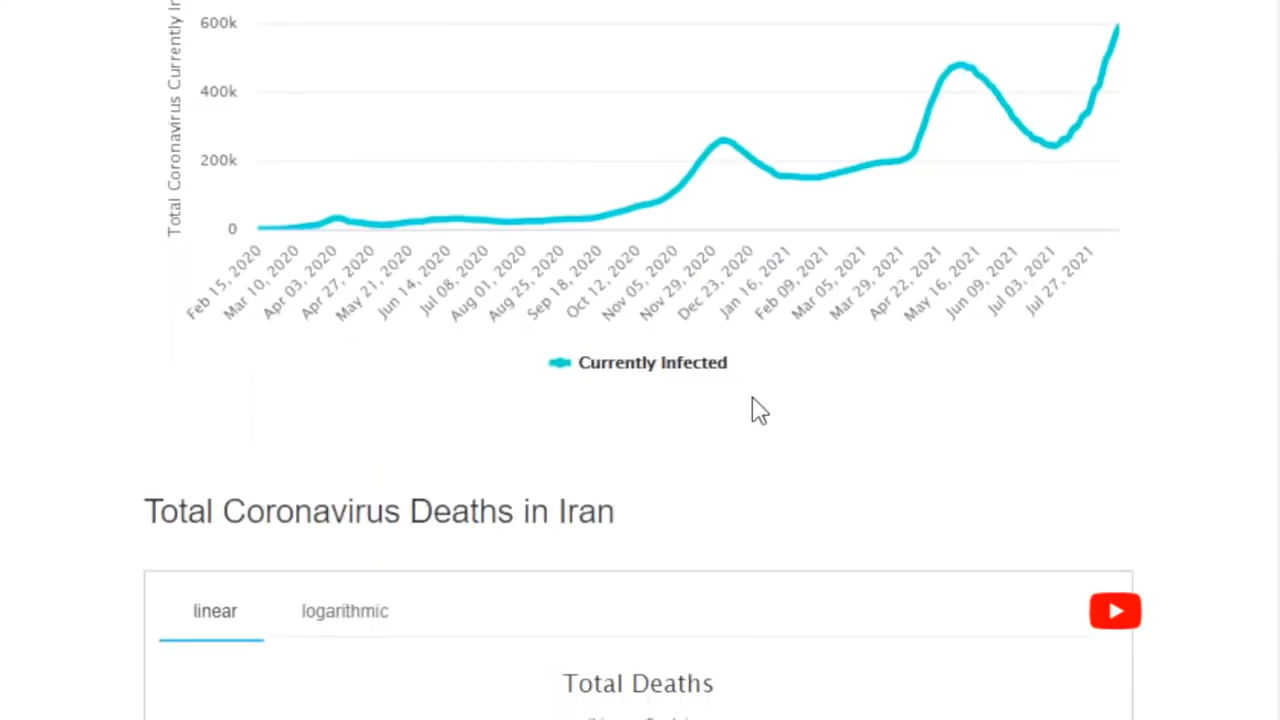 600k
Total Coronavirus Currently
400k
200k
0
Feb 15, 2020
Mar 10, 2020
Apr 03, 2020
Apr 27, 2020
May 21, 2020
Jun 14, 2020
Jul 08, 2020
Aug 01, 2020
Aug 25, 2020
Sep 18, 2020
Oct 12, 2020
Nov 05, 2020
Nov 29, 2020
Dec 23, 2020
Jan 16, 2021
Feb 09, 2021
Mar 05, 2021
Mar 29, 2021
Apr 22, 2021
May 16, 2021
Jun 09, 2021
Jul 03, 2021
Jul 27, 2021
Currently Infected
Total Coronavirus Deaths in Iran
linear logarithmic
Total Deaths